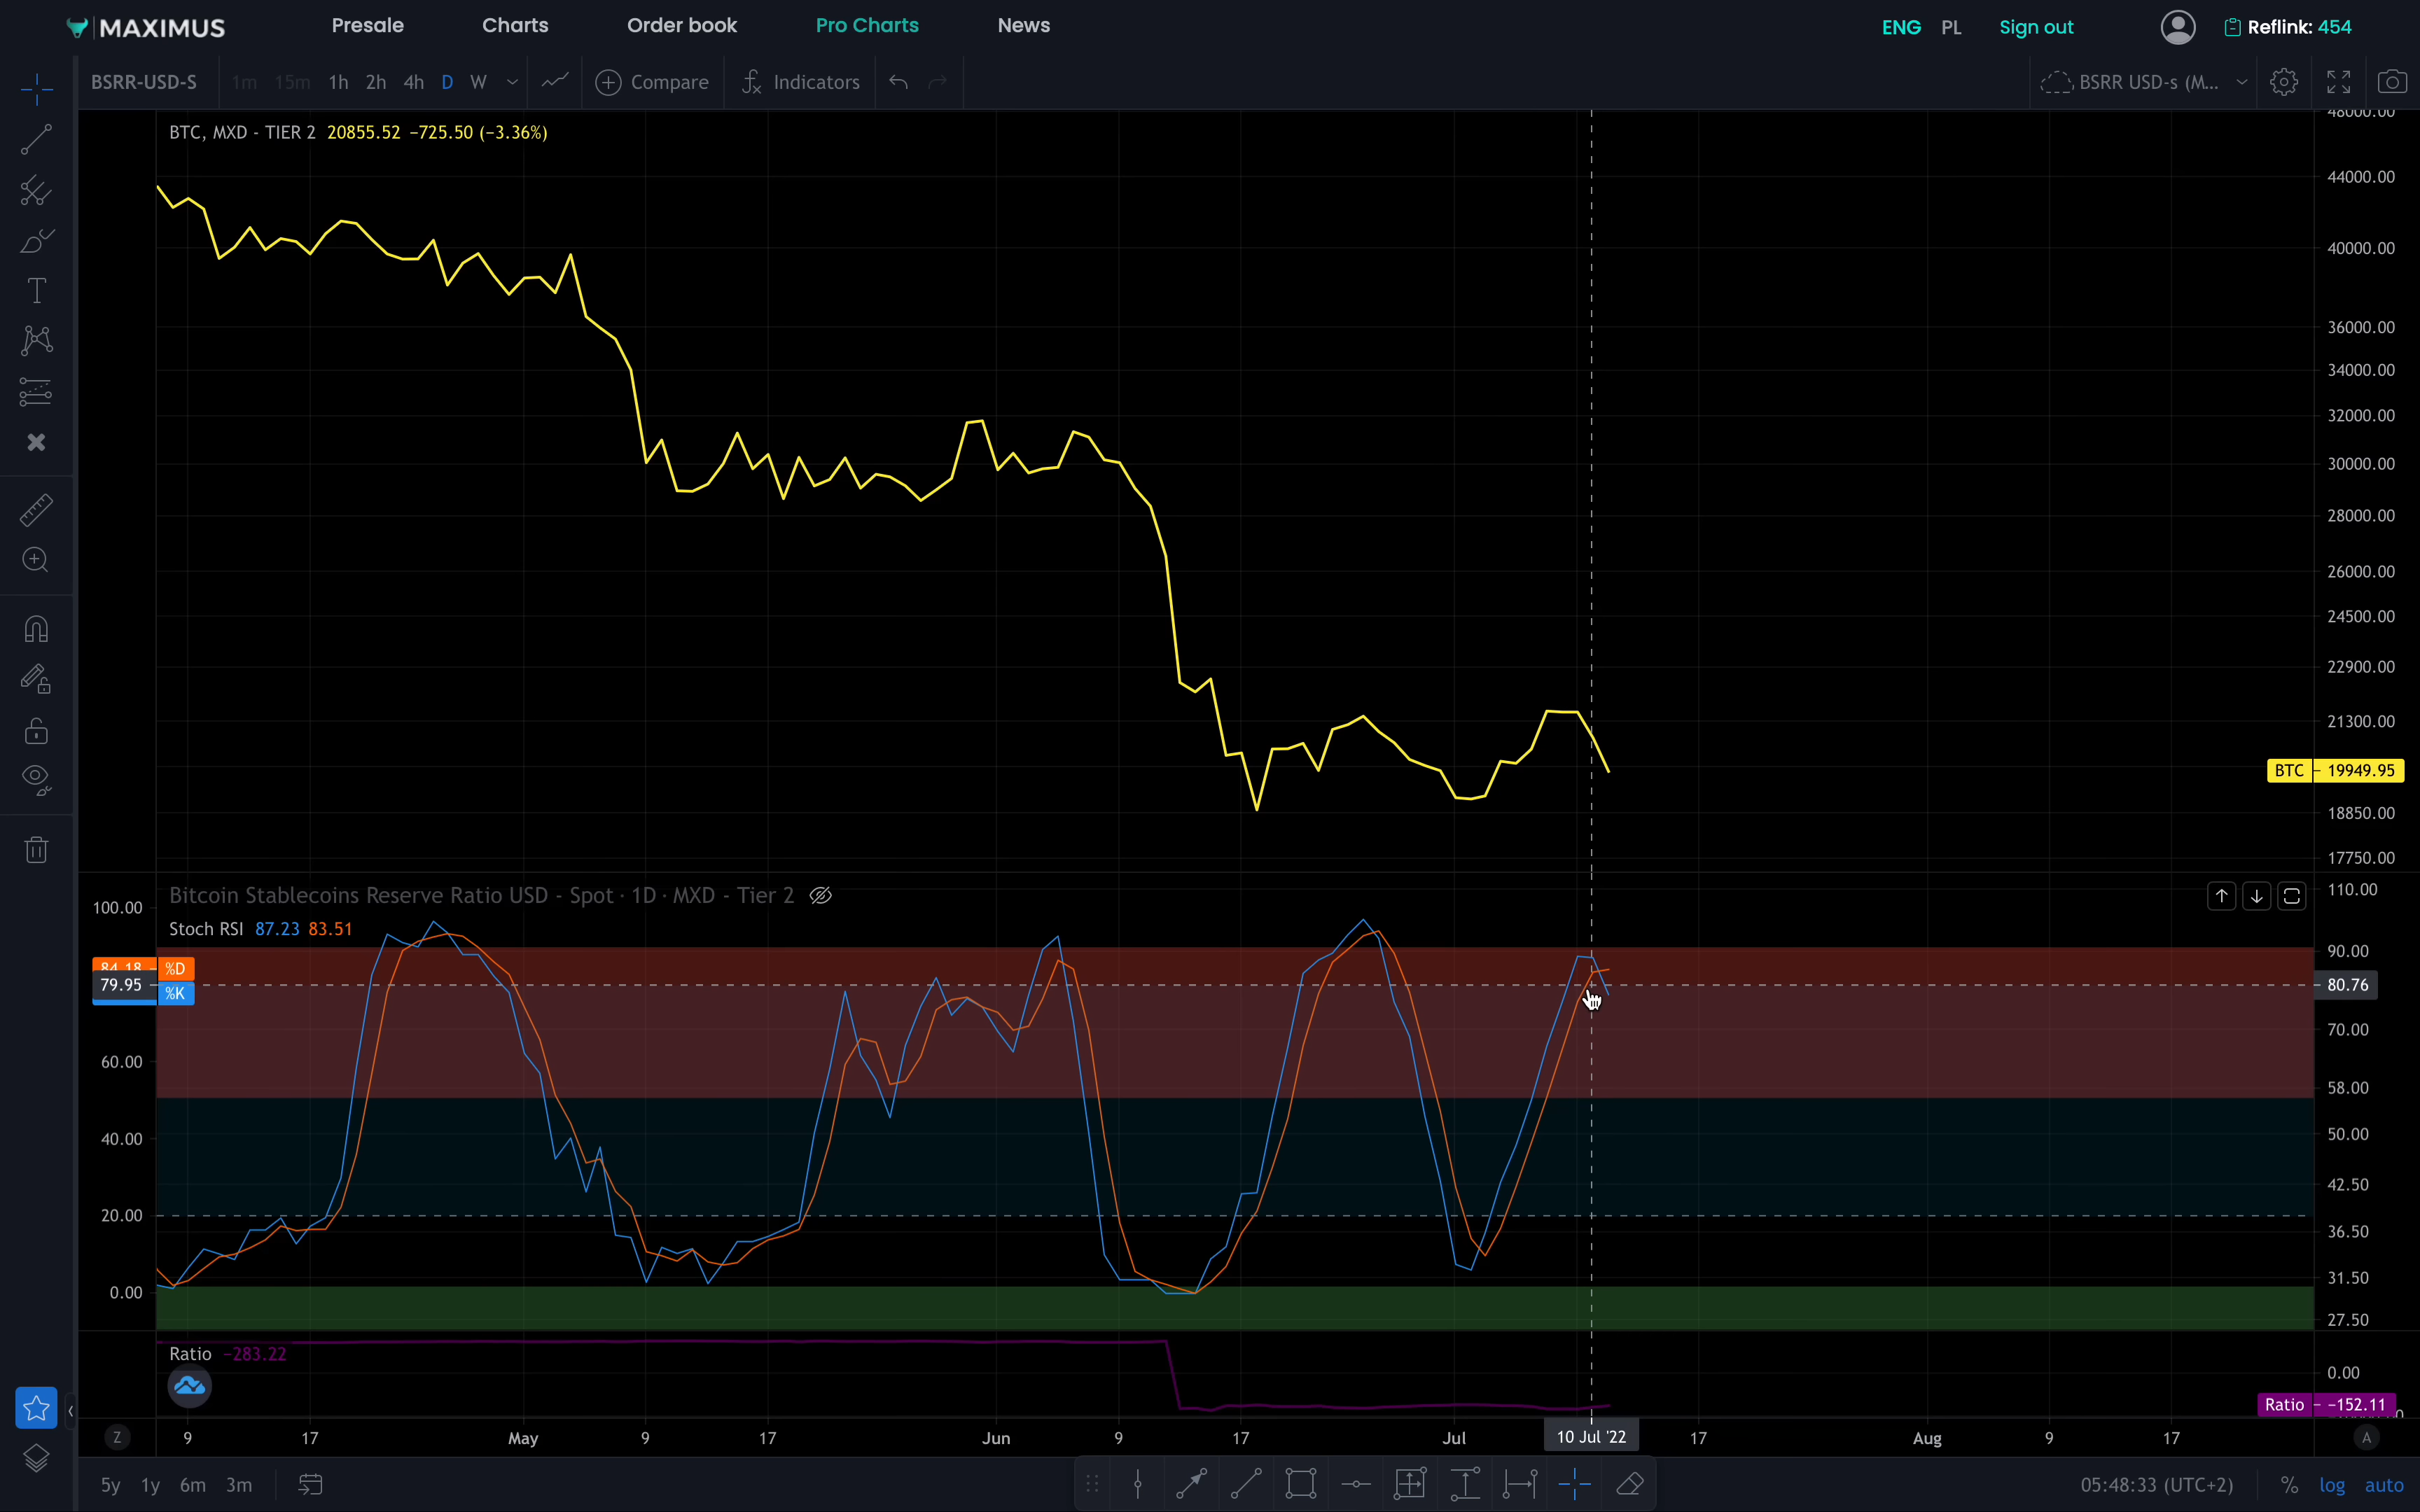 MAXIMUS Presale Charts Order book Pro Charts News ENG PL Sign out Reflink: 454
BSRR-USD-S 1m 15m 1h 2h 4h D W Compare fx Indicators BSRR USD-s (M...
BTC, MXD - TIER 2 20855.52 −725.50 (−3.36%)
48000.00
44000.00
40000.00
36000.00
34000.00
32000.00
30000.00
28000.00
26000.00
24500.00
22900.00
21300.00
BTC 19949.95
18850.00
17750.00
Bitcoin Stablecoins Reserve Ratio USD - Spot · 1D · MXD - Tier 2
110.00
100.00
Stoch RSI 87.23 83.51
90.00
84.18 %D
79.95 %K
80.76
70.00
60.00
58.00
40.00
50.00
42.50
20.00
36.50
31.50
0.00
27.50
Ratio −283.22
0.00
Ratio −152.11
Z 9 17 May 9 17 Jun 9 17 Jul 10 Jul '22 17 Aug 9 17 A
5y 1y 6m 3m 05:48:33 (UTC+2) % log auto